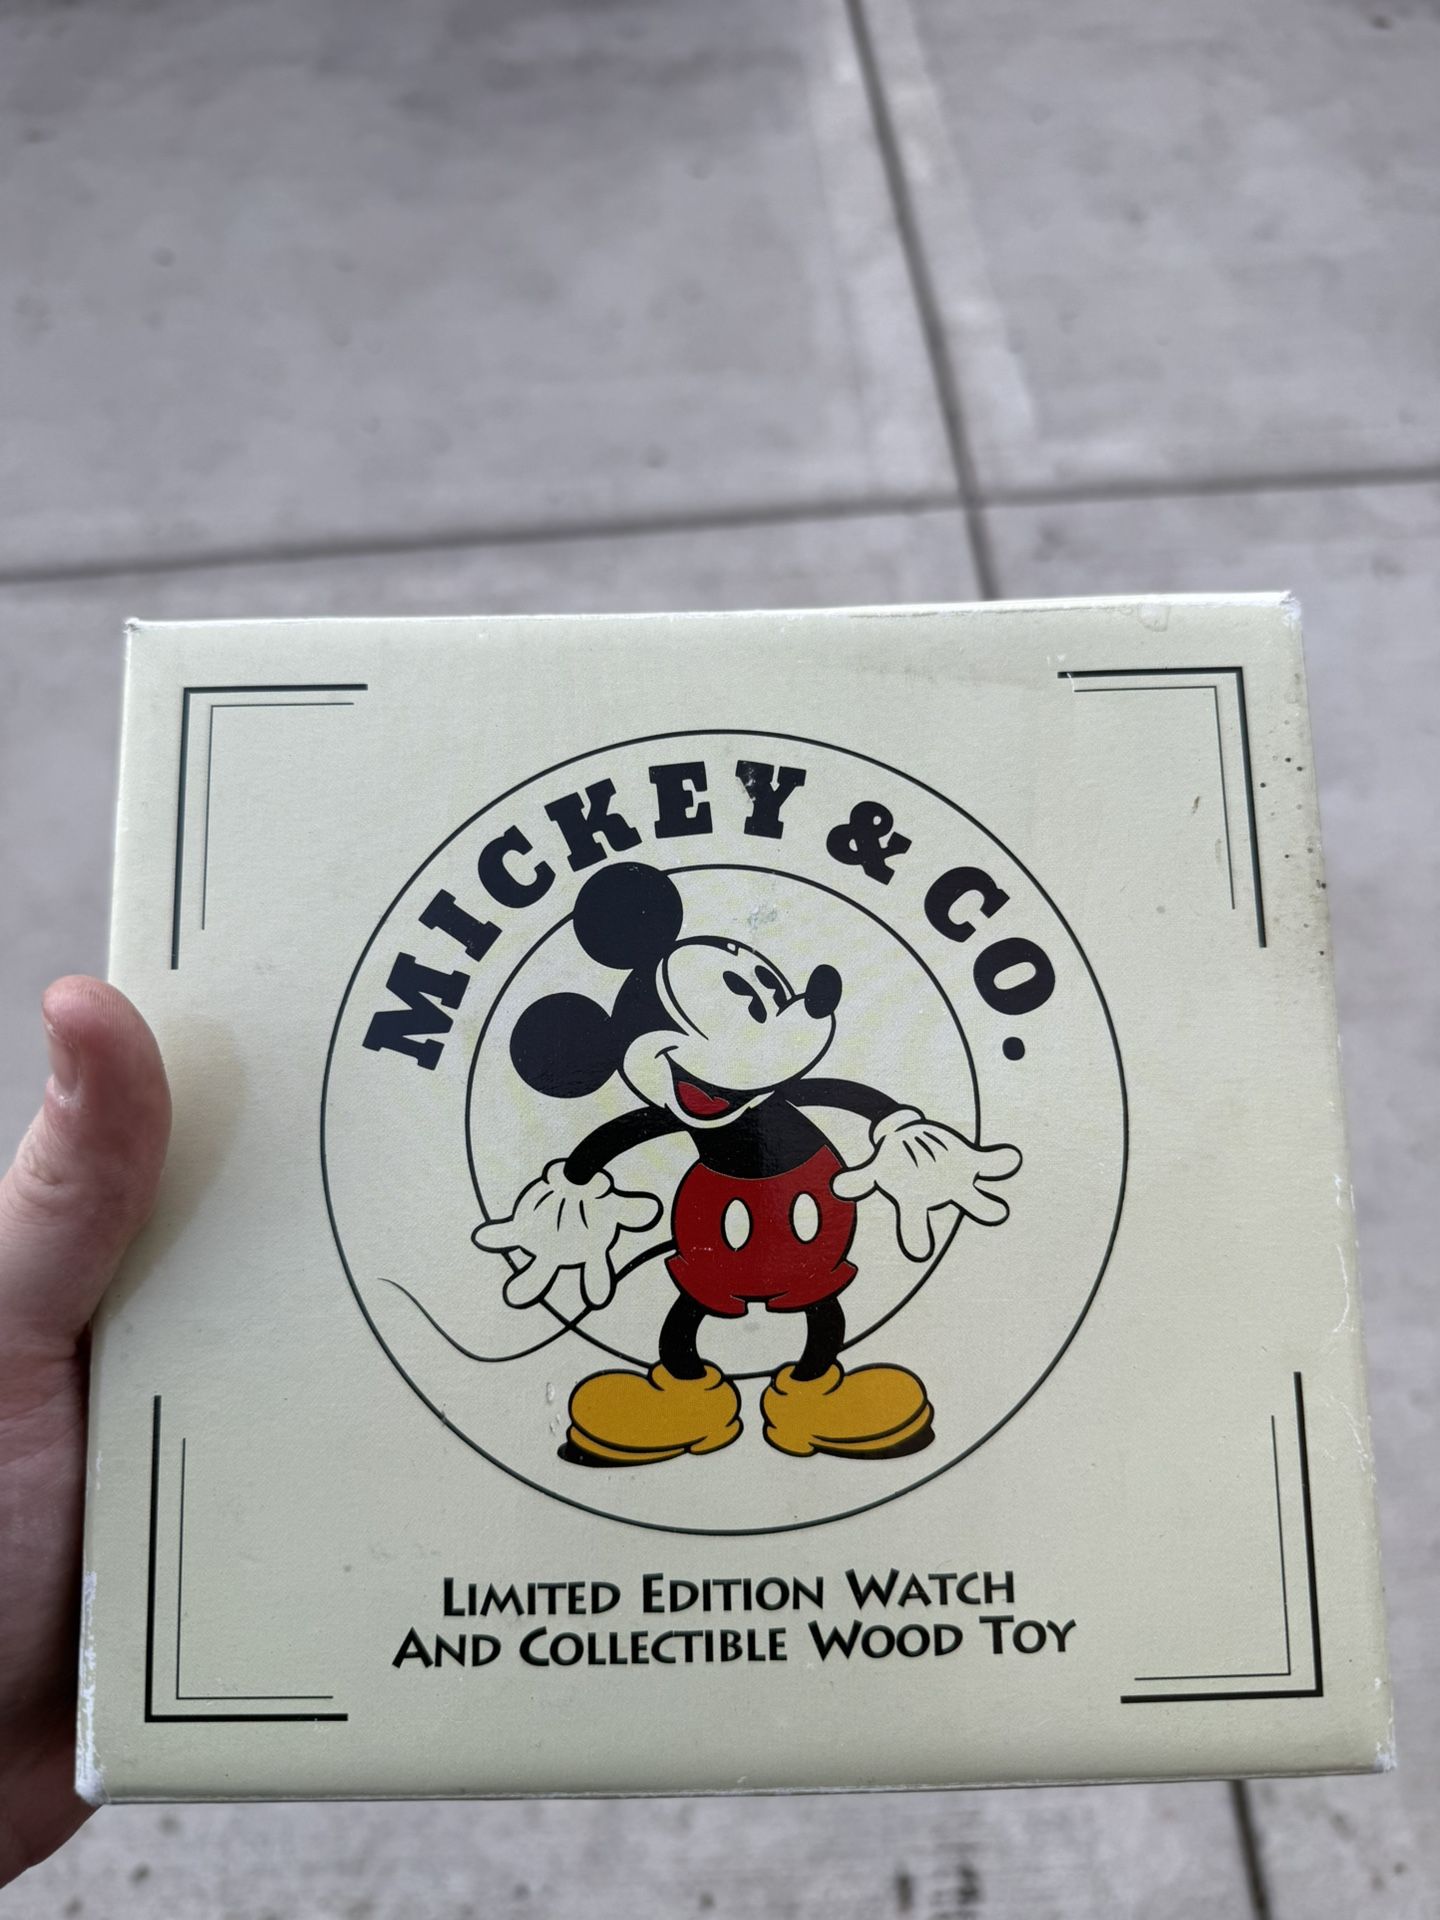 MICKEY & CO.
LIMITED EDITION WATCH
AND COLLECTIBLE WOOD TOY